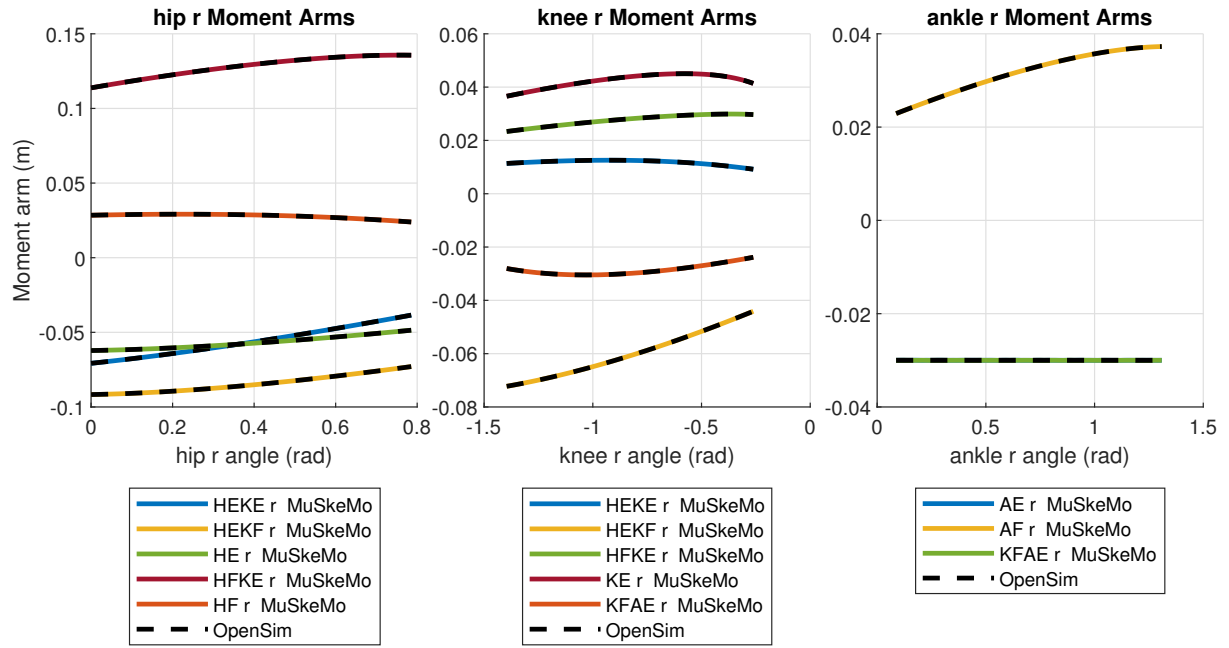 hip r Moment Arms
0.15
0.1
0.05
0
-0.05
-0.1
0 0.2 0.4 0.6 0.8
hip r angle (rad)
Moment arm (m)
HEKE r MuSkeMo
HEKF r MuSkeMo
HE r MuSkeMo
HFKE r MuSkeMo
HF r MuSkeMo
OpenSim
knee r Moment Arms
0.06
0.04
0.02
0
-0.02
-0.04
-0.06
-0.08
-1.5 -1 -0.5 0
knee r angle (rad)
HEKE r MuSkeMo
HEKF r MuSkeMo
HFKE r MuSkeMo
KE r MuSkeMo
KFAE r MuSkeMo
OpenSim
ankle r Moment Arms
0.04
0.02
0
-0.02
-0.04
0 0.5 1 1.5
ankle r angle (rad)
AE r MuSkeMo
AF r MuSkeMo
KFAE r MuSkeMo
OpenSim